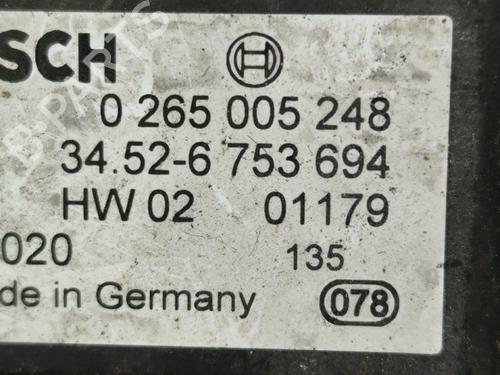 SCH
0 265 005 248
34.52-6 753 694
HW 02 01179
020 135
de in Germany 078